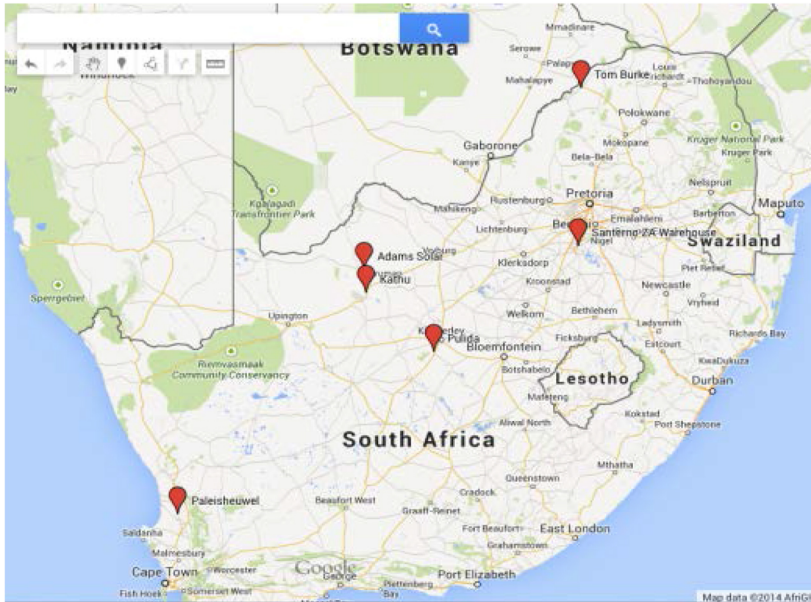 Namibia
Windhoek
Botswana
Mmadinare
Serowe
Mahalapye
Tom Burke
Thohoyandou
Polokwane
Mokopane
Kruger National Park
Kruger Park
Gaborone
Kanye
Bela-Bela
Kgalagadi
Transfrontier Park
Mahikeng
Rustenburg
Pretoria
Nelspruit
Lichtenburg
Emalahleni
Barberton
Maputo
Santerno ZA Warehouse
Nigel
Swaziland
Adams Solar
Kathu
Klerksdorp
Piet Retief
Sperrgebiet
Kroonstad
Newcastle
Vryheid
Upington
Welkom
Bethlehem
Ladysmith
Richards Bay
Pulida
Ficksburg
Estcourt
Riemvasmaak
Community Conservancy
Bloemfontein
Botshabelo
KwaDukuza
Lesotho
Mafeteng
Durban
Kokstad
Aliwal North
Port Shepstone
South Africa
Mthatha
Queenstown
Paleisheuwel
Beaufort West
Cradock
Graaff-Reinet
Fort Beaufort
East London
Saldanha
Malmesbury
Grahamstown
Google
Cape Town
Worcester
George
Plettenberg
Bay
Port Elizabeth
Fish Hoek
Somerset West
Map data ©2014 AfriG